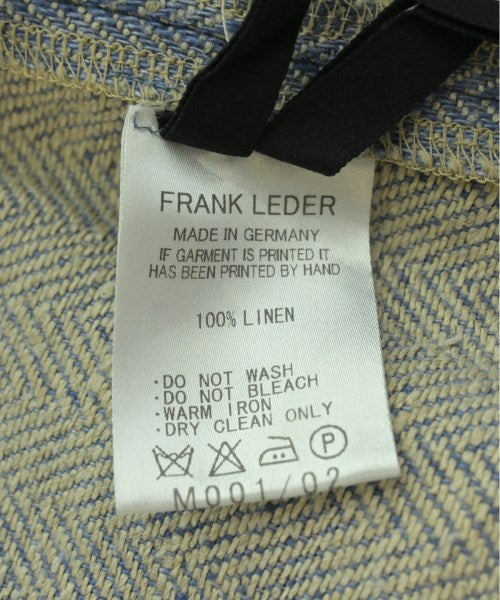 FRANK LEDER
MADE IN GERMANY
IF GARMENT IS PRINTED IT
HAS BEEN PRINTED BY HAND
100% LINEN
·DO NOT WASH
·DO NOT BLEACH
·WARM IRON
·DRY CLEAN ONLY
P
M001/02